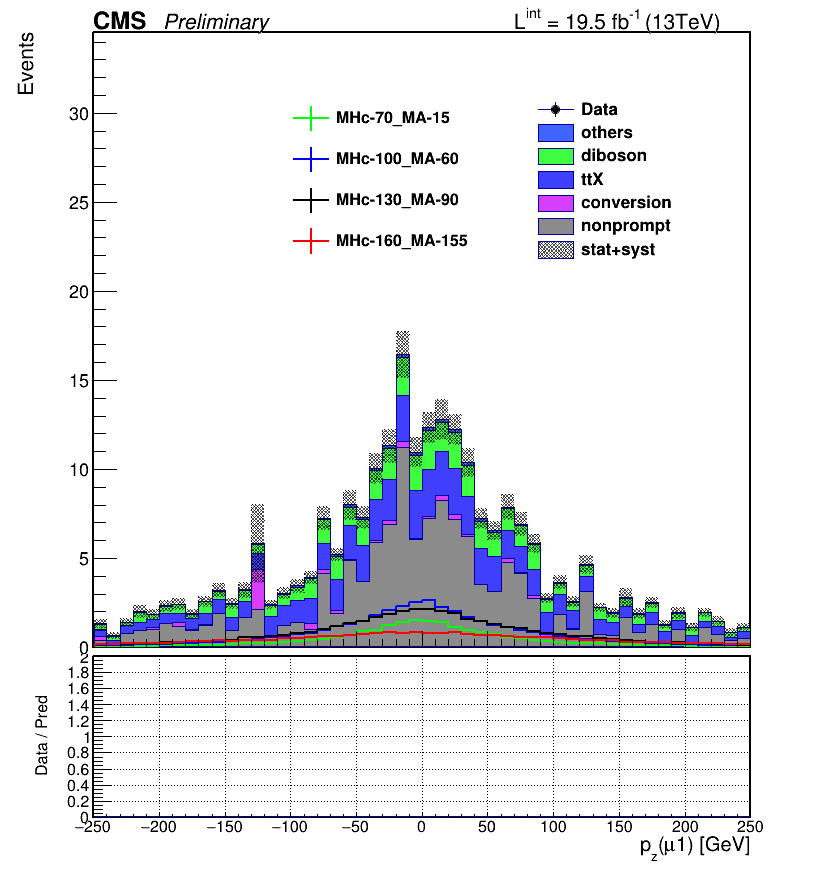 CMS Preliminary L^int = 19.5 fb^-1 (13TeV)
Events
30
25
20
15
10
5
0
MHc-70_MA-15
MHc-100_MA-60
MHc-130_MA-90
MHc-160_MA-155
Data
others
diboson
ttX
conversion
nonprompt
stat+syst
Data / Pred
2
1.8
1.6
1.4
1.2
1
0.8
0.6
0.4
0.2
0
−250 −200 −150 −100 −50 0 50 100 150 200 250
p_z(μ1) [GeV]